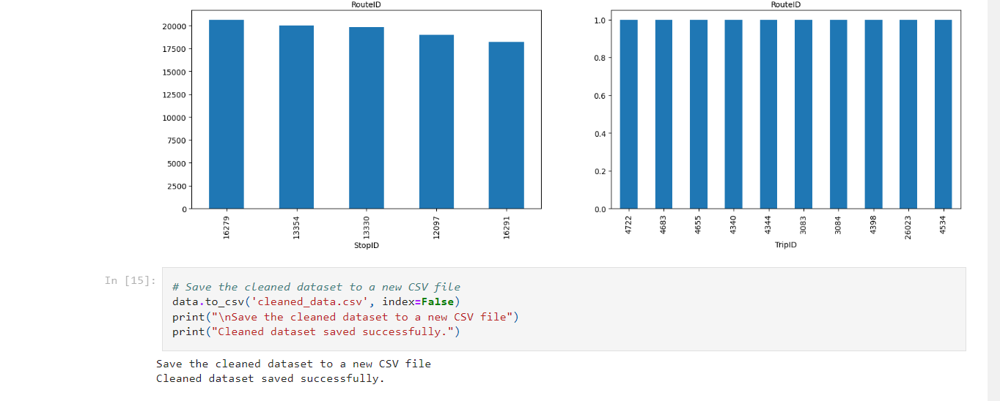 RouteID
20000
17500
15000
12500
10000
7500
5000
2500
0
16279
13354
13330
12097
16291
StopID
RouteID
1.0
0.8
0.6
0.4
0.2
0.0
4722
4683
4655
4340
4344
3083
3084
4398
26023
4534
TripID
In [15]:
# Save the cleaned dataset to a new CSV file
data.to_csv('cleaned_data.csv', index=False)
print("\nSave the cleaned dataset to a new CSV file")
print("Cleaned dataset saved successfully.")
Save the cleaned dataset to a new CSV file
Cleaned dataset saved successfully.